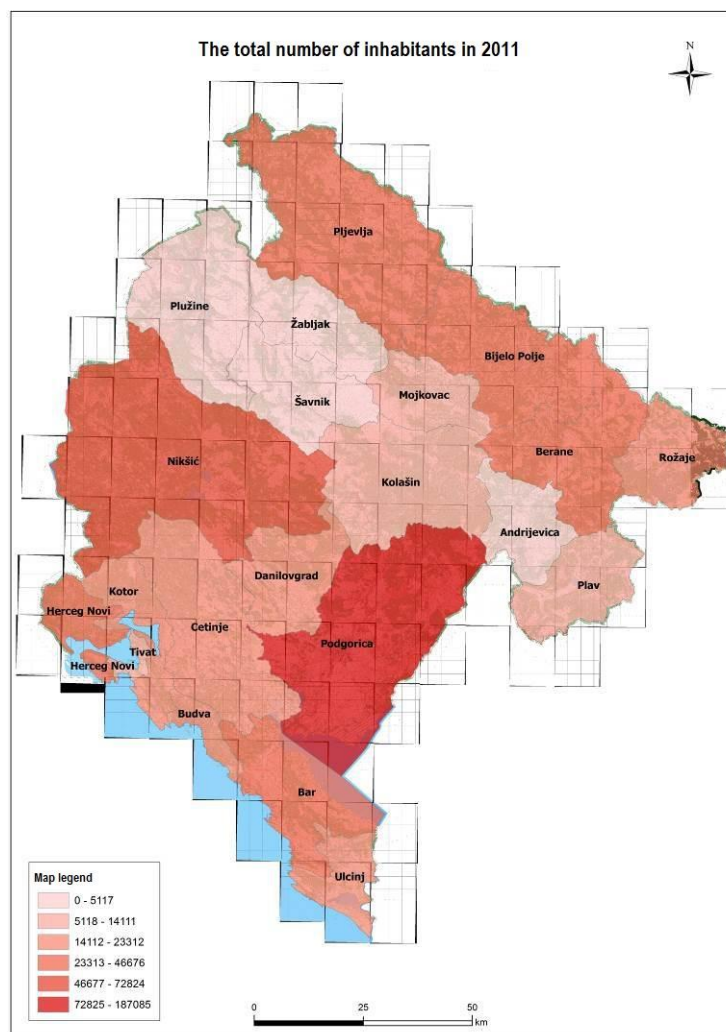 The total number of inhabitants in 2011
N
Pljevlja
Plužine
Žabljak
Bijelo Polje
Šavnik
Mojkovac
Nikšić
Berane
Rožaje
Kolašin
Andrijevica
Danilovgrad
Plav
Kotor
Herceg Novi
Cetinje
Podgorica
Tivat
Herceg Novi
Budva
Bar
Ulcinj
Map legend
0 - 5117
5118 - 14111
14112 - 23312
23313 - 46676
46677 - 72824
72825 - 187085
0 25 50
km